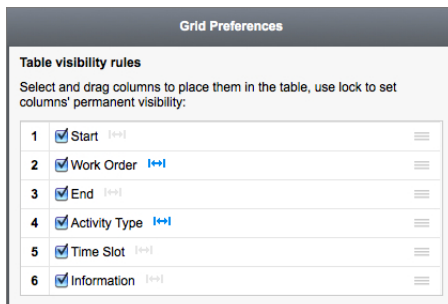 Grid Preferences
Table visibility rules
Select and drag columns to place them in the table, use lock to set
columns' permanent visibility:
1 Start
2 Work Order
3 End
4 Activity Type
5 Time Slot
6 Information